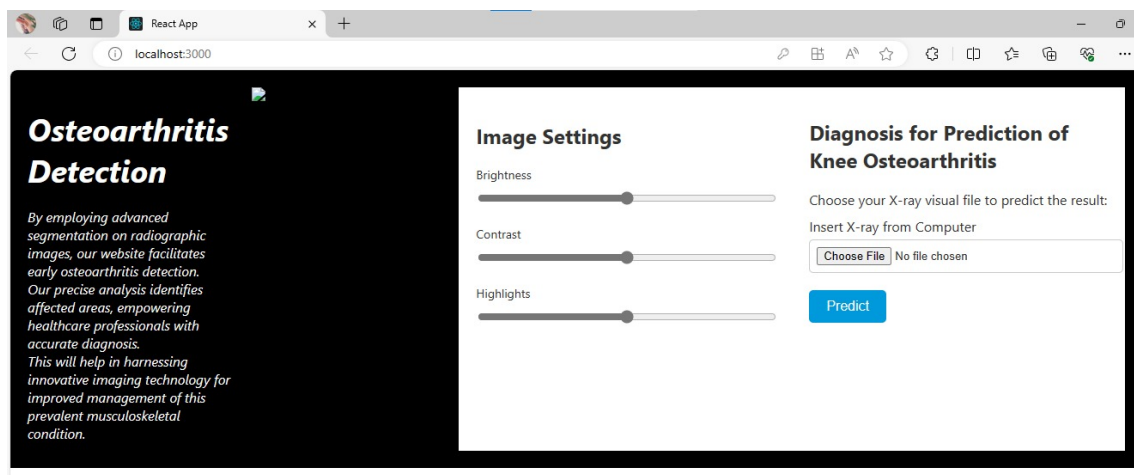 React App
localhost:3000
Osteoarthritis
Detection
By employing advanced
segmentation on radiographic
images, our website facilitates
early osteoarthritis detection.
Our precise analysis identifies
affected areas, empowering
healthcare professionals with
accurate diagnosis.
This will help in harnessing
innovative imaging technology for
improved management of this
prevalent musculoskeletal
condition.
Image Settings
Brightness
Contrast
Highlights
Diagnosis for Prediction of
Knee Osteoarthritis
Choose your X-ray visual file to predict the result:
Insert X-ray from Computer
Choose File No file chosen
Predict